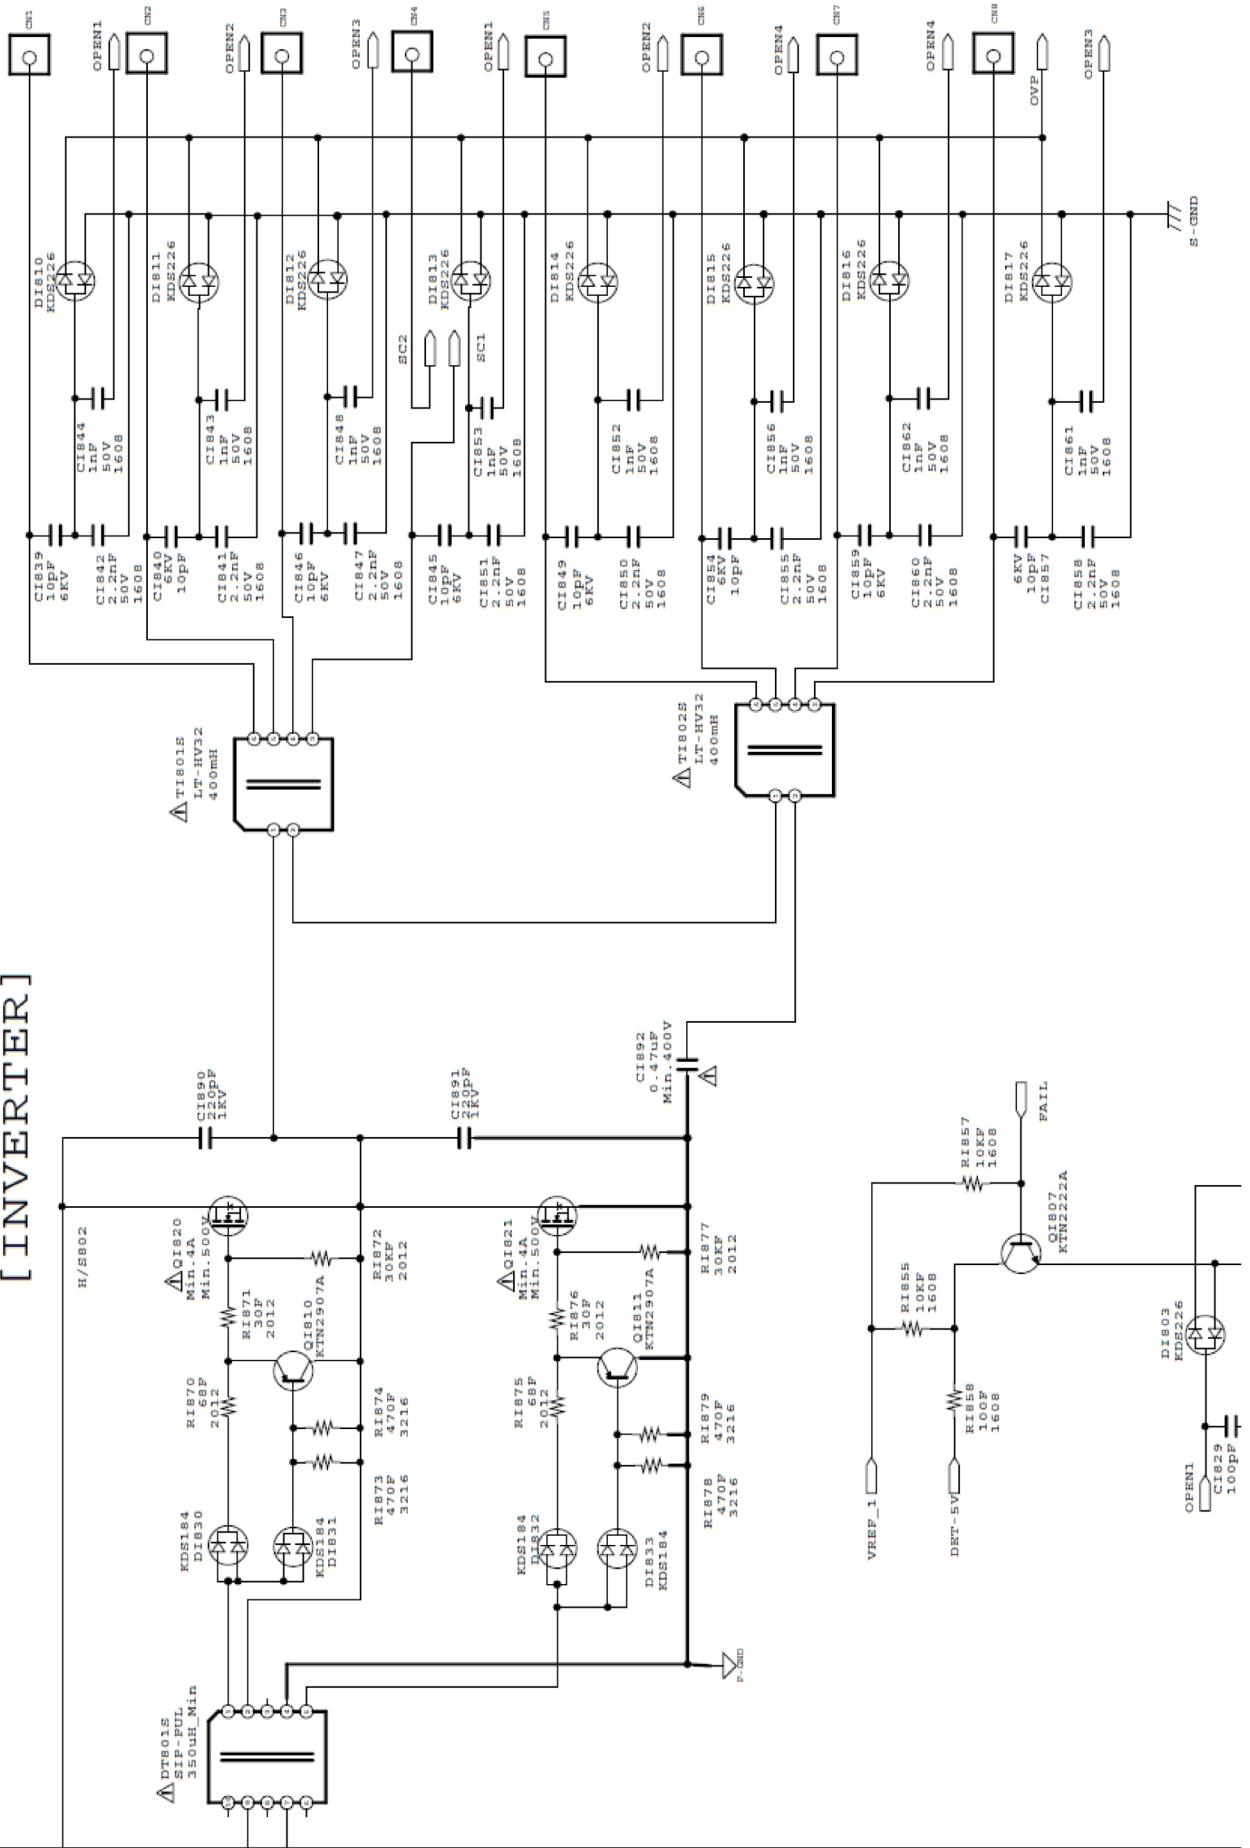 [INVERTER]
CN1
OPEN1
CN2
OPEN2
CN3
OPEN3
CN4
OPEN1
CN5
OPEN2
CN6
OPEN4
CN7
OPEN4
CN8
OVP
OPEN3
S-GND
DI810
KDS226
DI811
KDS226
DI812
KDS226
DI813
KDS226
DI814
KDS226
DI815
KDS226
DI816
KDS226
DI817
KDS226
SC2
SC1
CI844
1nF
50V
1608
CI843
1nF
50V
1608
CI848
1nF
50V
1608
CI853
1nF
50V
1608
CI852
1nF
50V
1608
CI856
1nF
50V
1608
CI862
1nF
50V
1608
CI861
1nF
50V
1608
CI839
10pF
6KV
CI842
2.2nF
50V
1608
CI840
6KV
10pF
CI841
2.2nF
50V
1608
CI846
10pF
6KV
CI847
2.2nF
50V
1608
CI845
10pF
6KV
CI851
2.2nF
50V
1608
CI849
10pF
6KV
CI850
2.2nF
50V
1608
CI854
6KV
10pF
CI855
2.2nF
50V
1608
CI859
10pF
6KV
CI860
2.2nF
50V
1608
6KV
10pF
CI857
CI858
2.2nF
50V
1608
TI801S
LT-HV32
400mH
TI802S
LT-HV32
400mH
CI890
220pF
1KV
CI891
220pF
1KV
CI892
0.47uF
Min.400V
H/S802
QI820
Min.4A
Min.500V
RI871
30F
2012
QI810
KTN2907A
RI872
30KF
2012
RI870
68F
2012
RI874
470F
3216
RI873
470F
3216
KDS184
DI830
KDS184
DI831
QI821
Min.4A
Min.500V
RI876
30F
2012
QI811
KTN2907A
RI877
30KF
2012
RI875
68F
2012
RI879
470F
3216
RI878
470F
3216
KDS184
DI832
DI833
KDS184
DT801S
SIP-PUL
350uH_Min
P-GND
FAIL
RI857
10KF
1608
QI807
KTN2222A
RI855
10KF
1608
RI858
100F
1608
VREF_1
DET-5V
DI803
KDS226
OPEN1
CI829
100pF